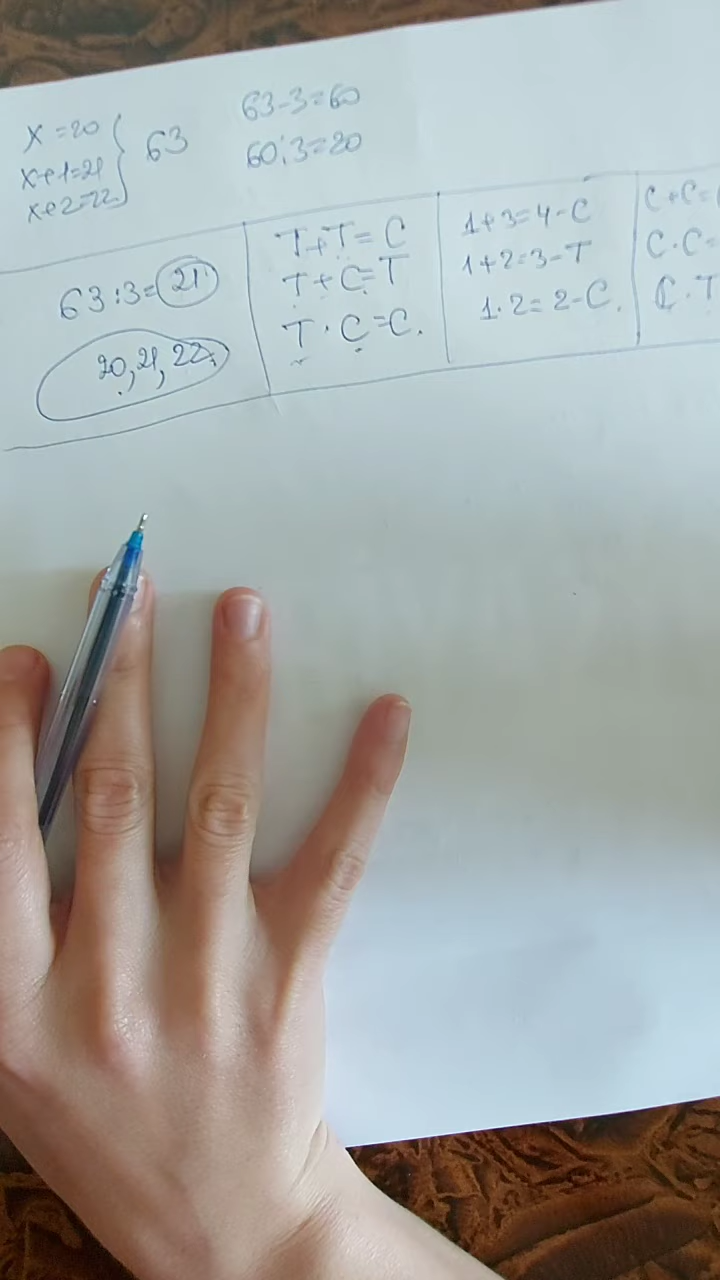 x=20
x+1=21
x+2=22
63
63-3=60
60:3=20
63:3=21
20, 21, 22.
T+T=C
T+C=T
T·C=C.
1+3=4-C
1+2=3-T
1·2=2-C.
C+C=
C·C=
C·T